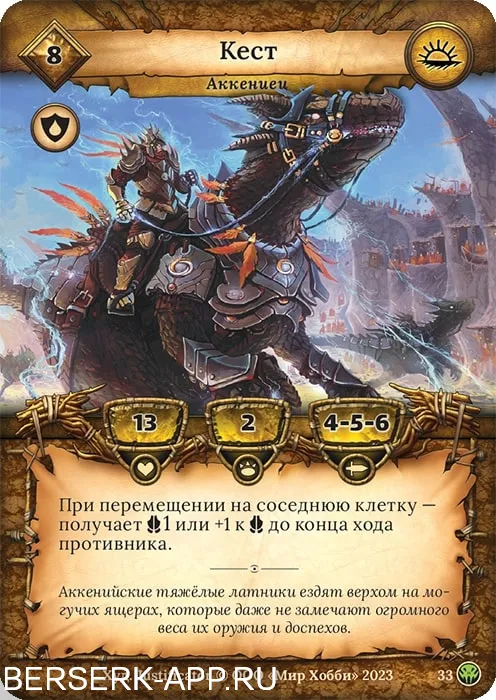 8
Кест
Аккениец
13
2
4-5-6
При перемещении на соседнюю клетку —
получает 1 или +1 к до конца хода
противника.
Аккенийские тяжёлые латники ездят верхом на мо-
гучих ящерах, которые даже не замечают огромного
веса их оружия и доспехов.
© ООО «Мир Хобби» 2023
33
BERSERK-APP.RU